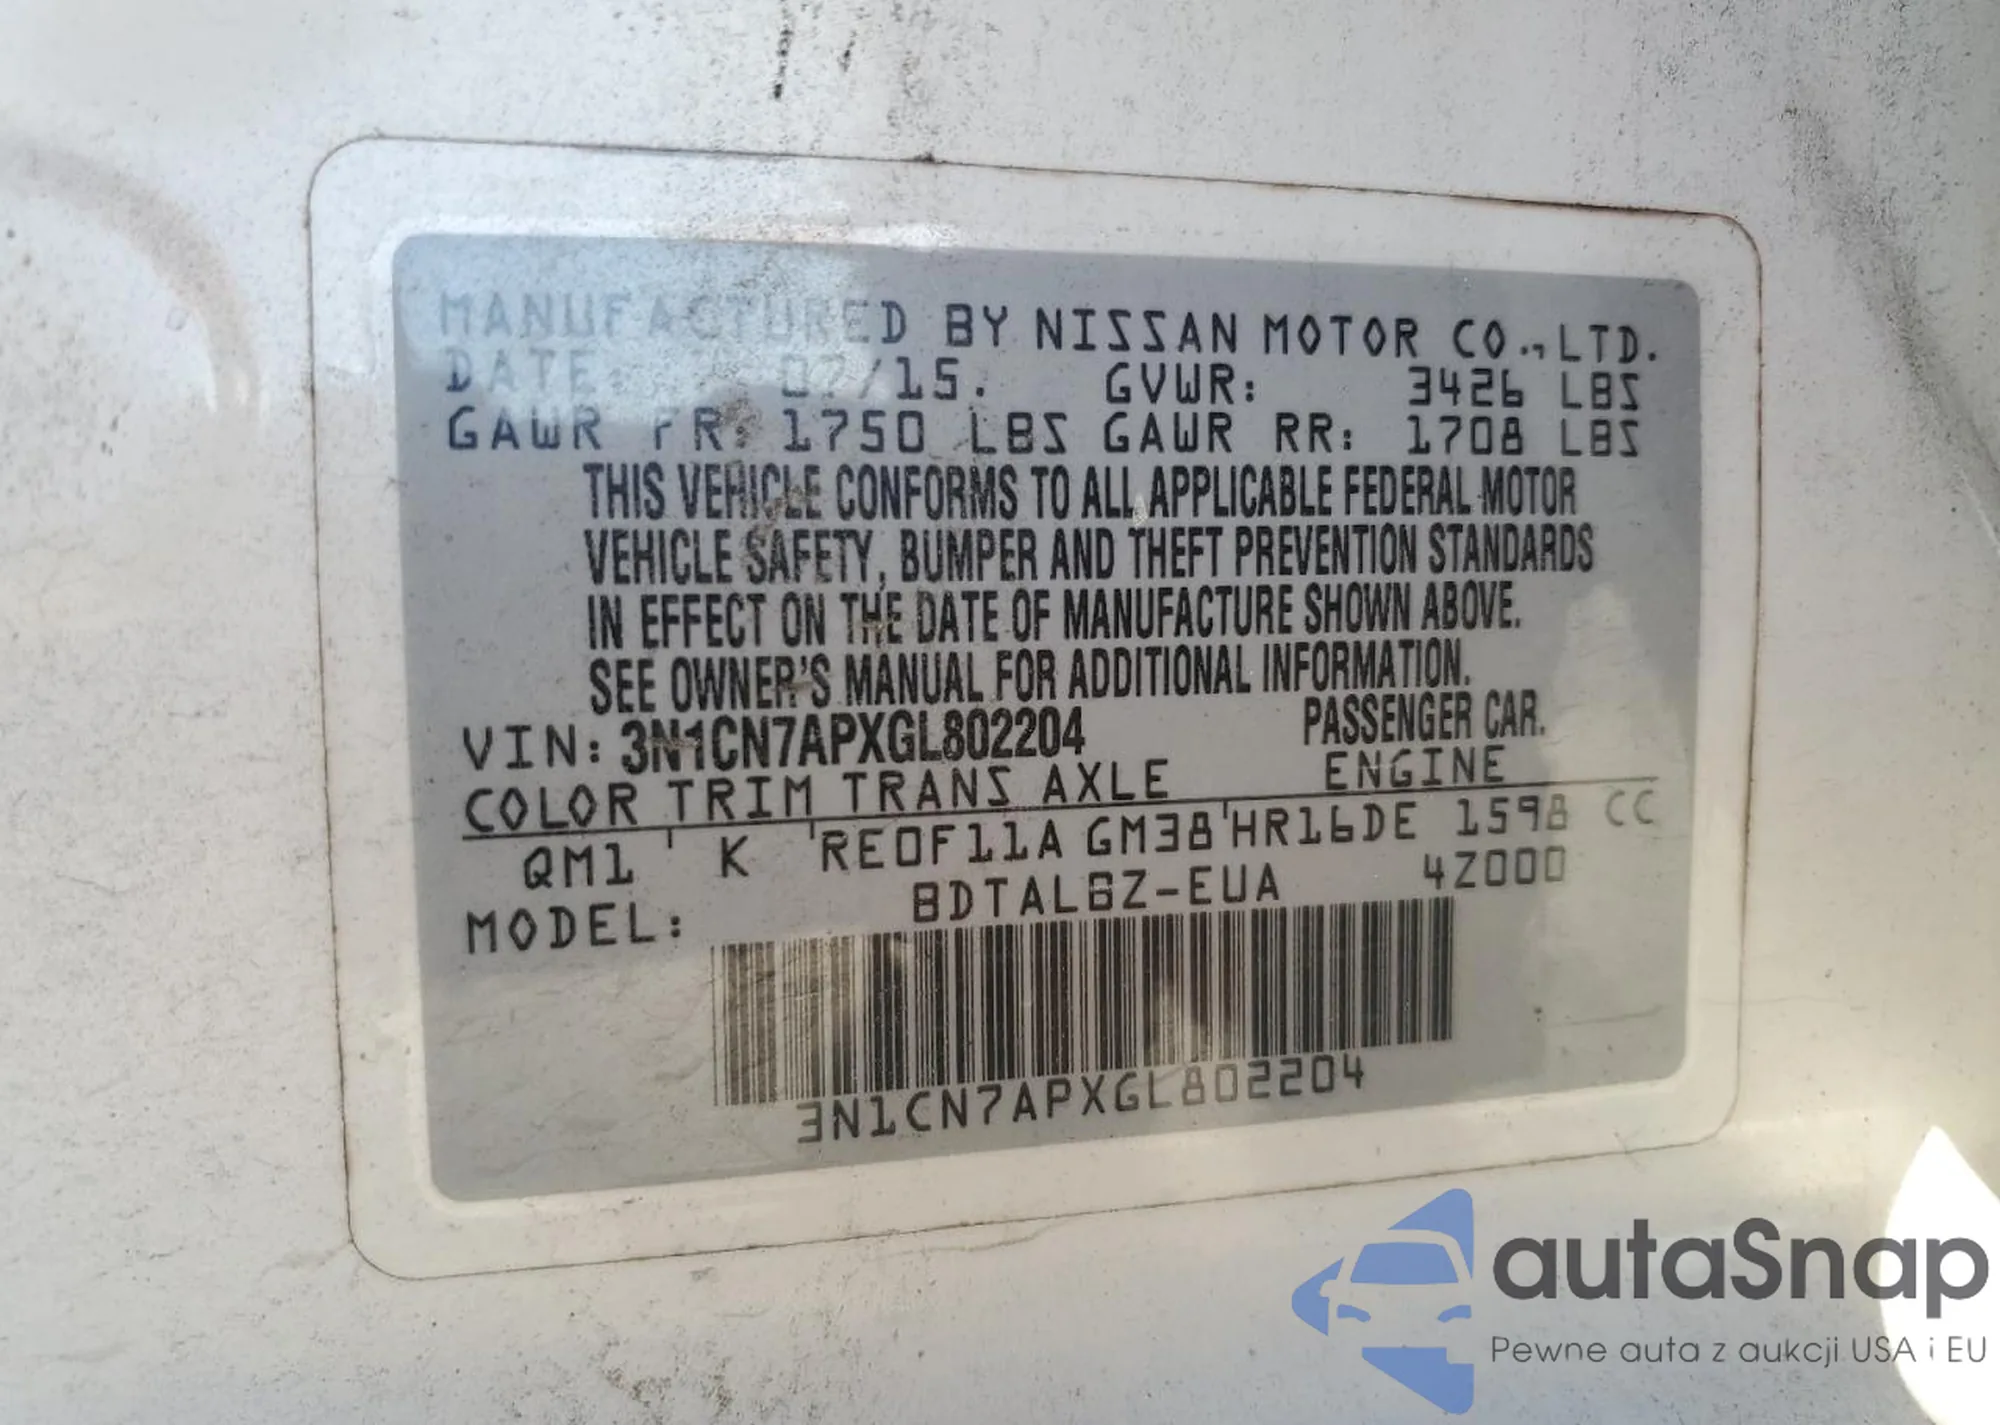 MANUFACTURED BY NISSAN MOTOR CO., LTD.
DATE: 07/15. GVWR: 3426 LBS
GAWR FR: 1750 LBS GAWR RR: 1708 LBS
THIS VEHICLE CONFORMS TO ALL APPLICABLE FEDERAL MOTOR
VEHICLE SAFETY, BUMPER AND THEFT PREVENTION STANDARDS
IN EFFECT ON THE DATE OF MANUFACTURE SHOWN ABOVE.
SEE OWNER'S MANUAL FOR ADDITIONAL INFORMATION.
VIN: 3N1CN7APXGL802204 PASSENGER CAR.
COLOR TRIM TRANS AXLE ENGINE
QM1 K RE0F11A GM38 HR16DE 1598 CC
MODEL: BDTALBZ-EUA 4Z000
3N1CN7APXGL802204
autaSnap
Pewne auta z aukcji USA i EU